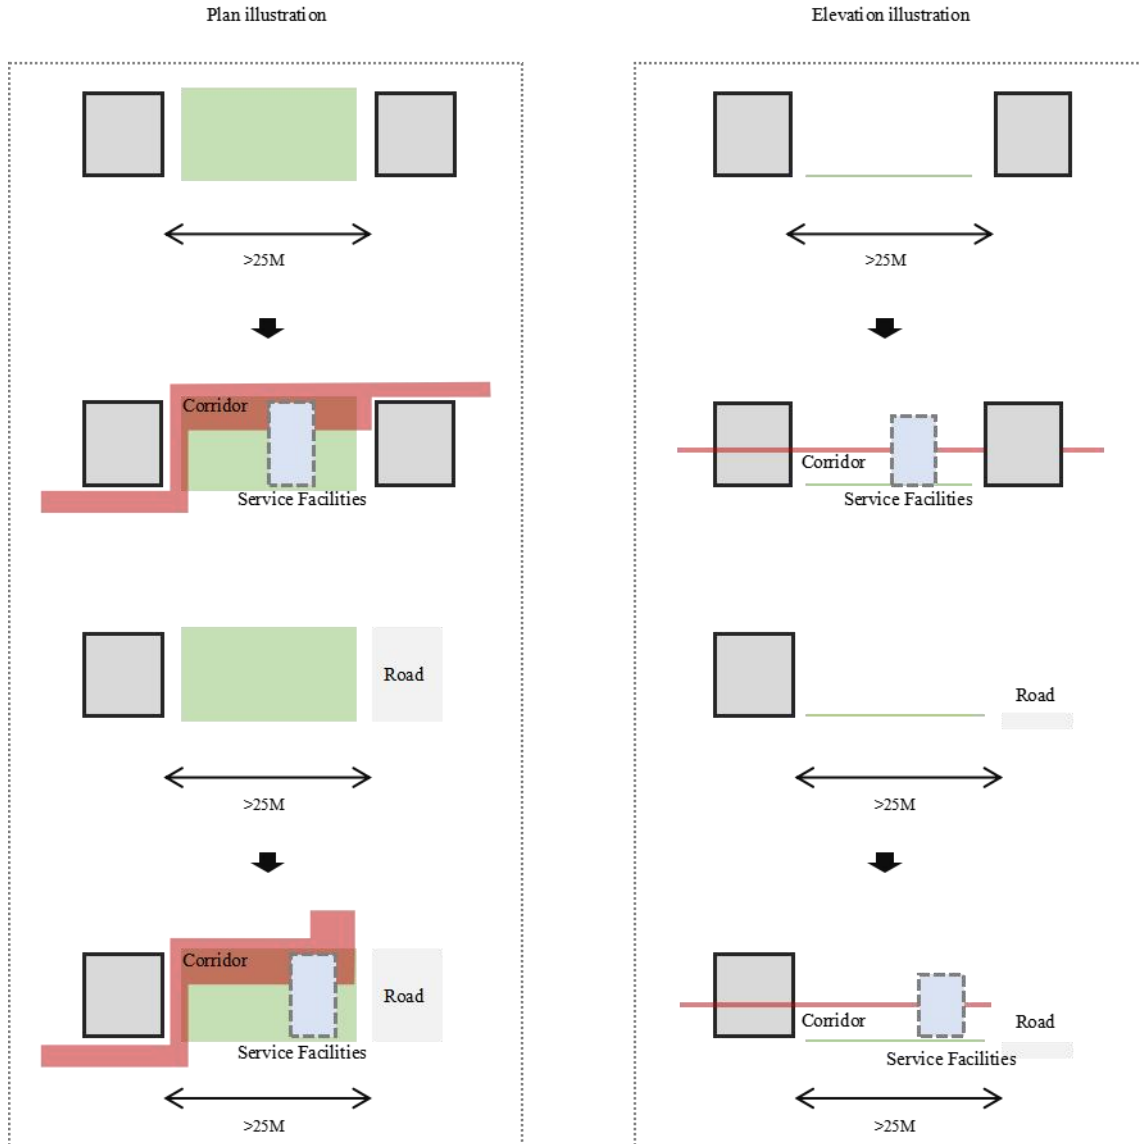 Plan illustration
Elevation illustration
>25M
>25M
Corridor
Service Facilities
Corridor
Service Facilities
Road
Road
>25M
>25M
Corridor
Road
Service Facilities
Corridor
Road
Service Facilities
>25M
>25M